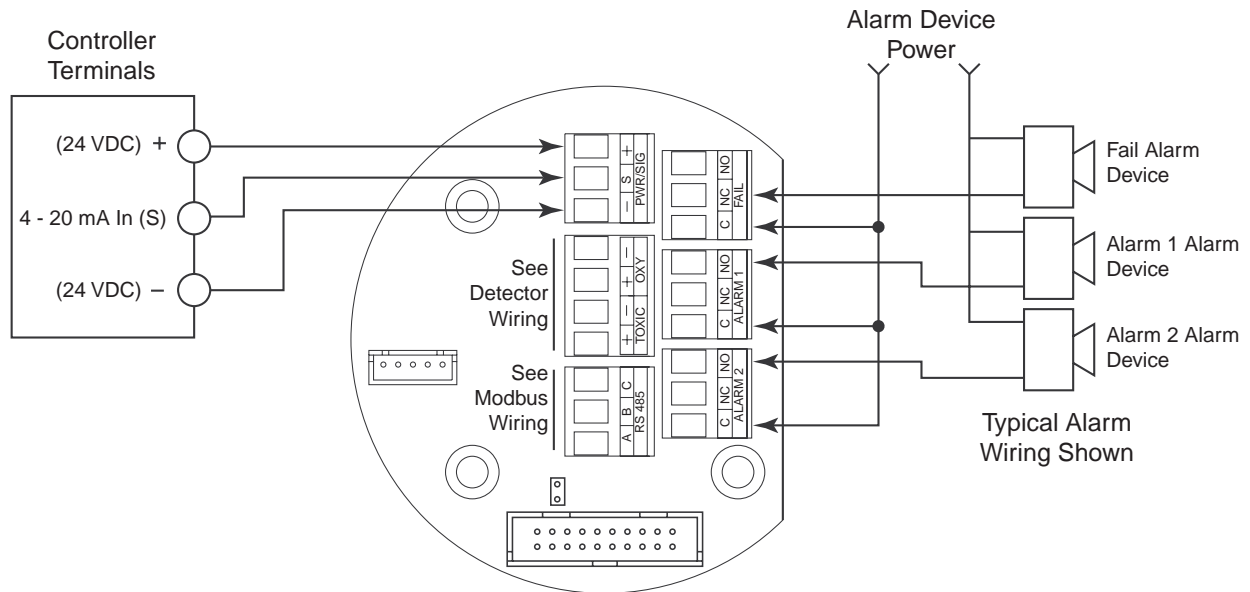 Controller
Terminals
(24 VDC) +
4 - 20 mA In (S)
(24 VDC) −
+
S
−
PWR/SIG
NO
NC
C
FAIL
See
Detector
Wiring
−
+
OXY
−
+
TOXIC
NO
NC
C
ALARM 1
See
Modbus
Wiring
C
B
A
RS 485
NO
NC
C
ALARM 2
Alarm Device
Power
Fail Alarm
Device
Alarm 1 Alarm
Device
Alarm 2 Alarm
Device
Typical Alarm
Wiring Shown